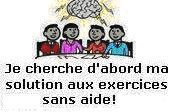 Je cherche d'abord ma
solution aux exercices
sans aide!